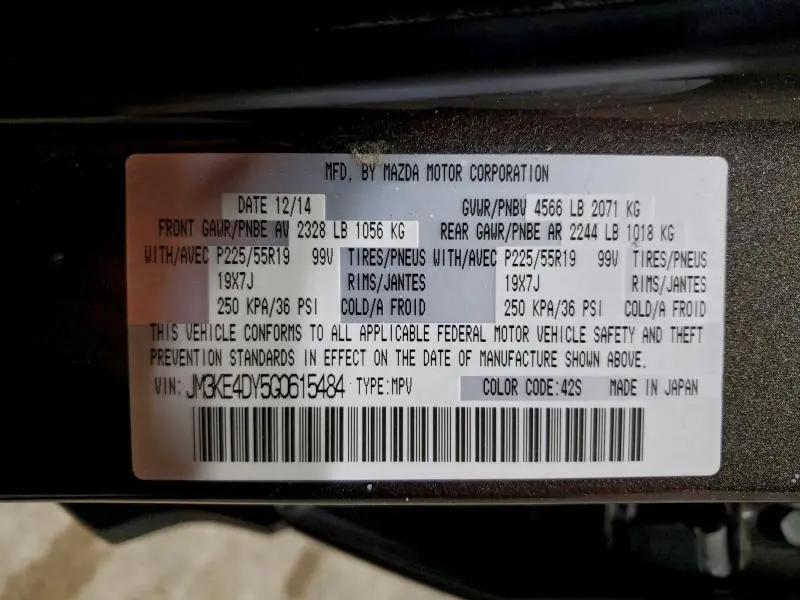 MFD. BY MAZDA MOTOR CORPORATION
DATE 12/14 GVWR/PNBV 4566 LB 2071 KG
FRONT GAWR/PNBE AV 2328 LB 1056 KG REAR GAWR/PNBE AR 2244 LB 1018 KG
WITH/AVEC P225/55R19 99V TIRES/PNEUS WITH/AVEC P225/55R19 99V TIRES/PNEUS
19X7J RIMS/JANTES 19X7J RIMS/JANTES
250 KPA/36 PSI COLD/A FROID 250 KPA/36 PSI COLD/A FROID
THIS VEHICLE CONFORMS TO ALL APPLICABLE FEDERAL MOTOR VEHICLE SAFETY AND THEFT
PREVENTION STANDARDS IN EFFECT ON THE DATE OF MANUFACTURE SHOWN ABOVE.
VIN: JM3KE4DY5G0615484 TYPE:MPV COLOR CODE:42S MADE IN JAPAN